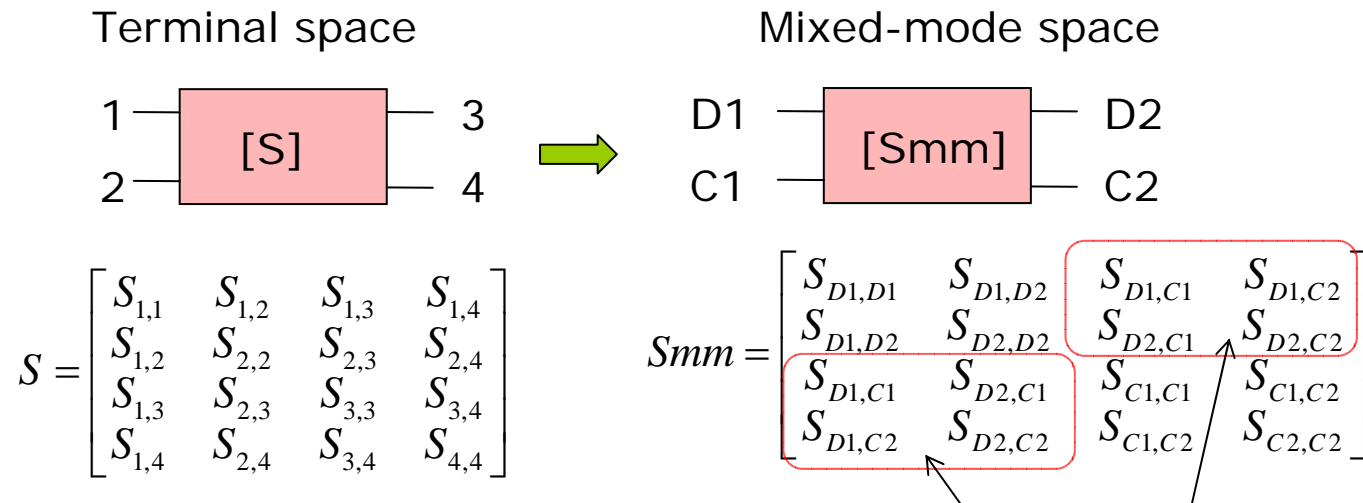 Terminal space Mixed-mode space
1 [S] 3 D1 [Smm] D2
2 4 C1 C2
S = [ S1,1 S1,2 S1,3 S1,4
S1,2 S2,2 S2,3 S2,4
S1,3 S2,3 S3,3 S3,4
S1,4 S2,4 S3,4 S4,4 ]
Smm = [ SD1,D1 SD1,D2 SD1,C1 SD1,C2
SD1,D2 SD2,D2 SD2,C1 SD2,C2
SD1,C1 SD2,C1 SC1,C1 SC1,C2
SD1,C2 SD2,C2 SC1,C2 SC2,C2 ]